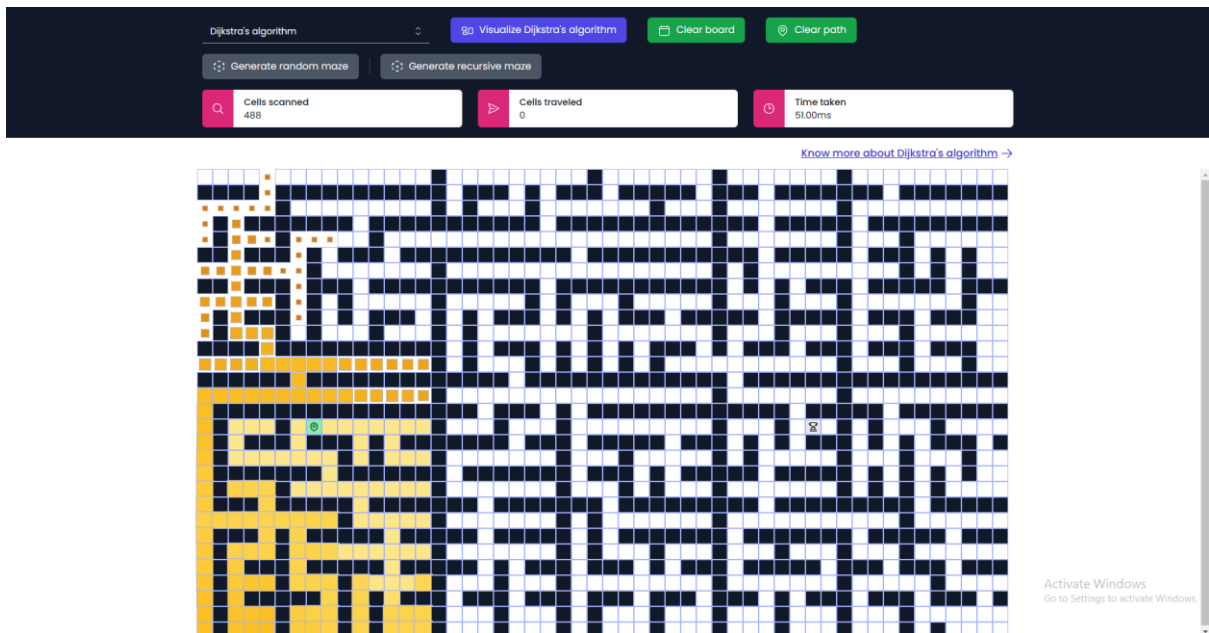 Dijkstra's algorithm
Visualize Dijkstra's algorithm
Clear board
Clear path
Generate random maze
Generate recursive maze
Cells scanned
488
Cells traveled
0
Time taken
51.00ms
Know more about Dijkstra's algorithm →
Activate Windows
Go to Settings to activate Windows.